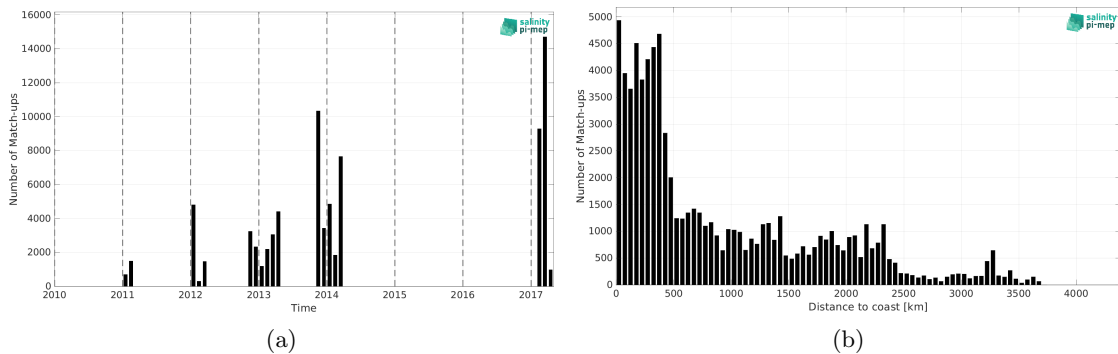 16000
14000
12000
10000
8000
6000
4000
2000
0
Number of Match-ups
2010 2011 2012 2013 2014 2015 2016 2017
Time
salinity
pi-mep
(a)
5000
4500
4000
3500
3000
2500
2000
1500
1000
500
0
Number of Match-ups
0 500 1000 1500 2000 2500 3000 3500 4000
Distance to coast [km]
salinity
pi-mep
(b)